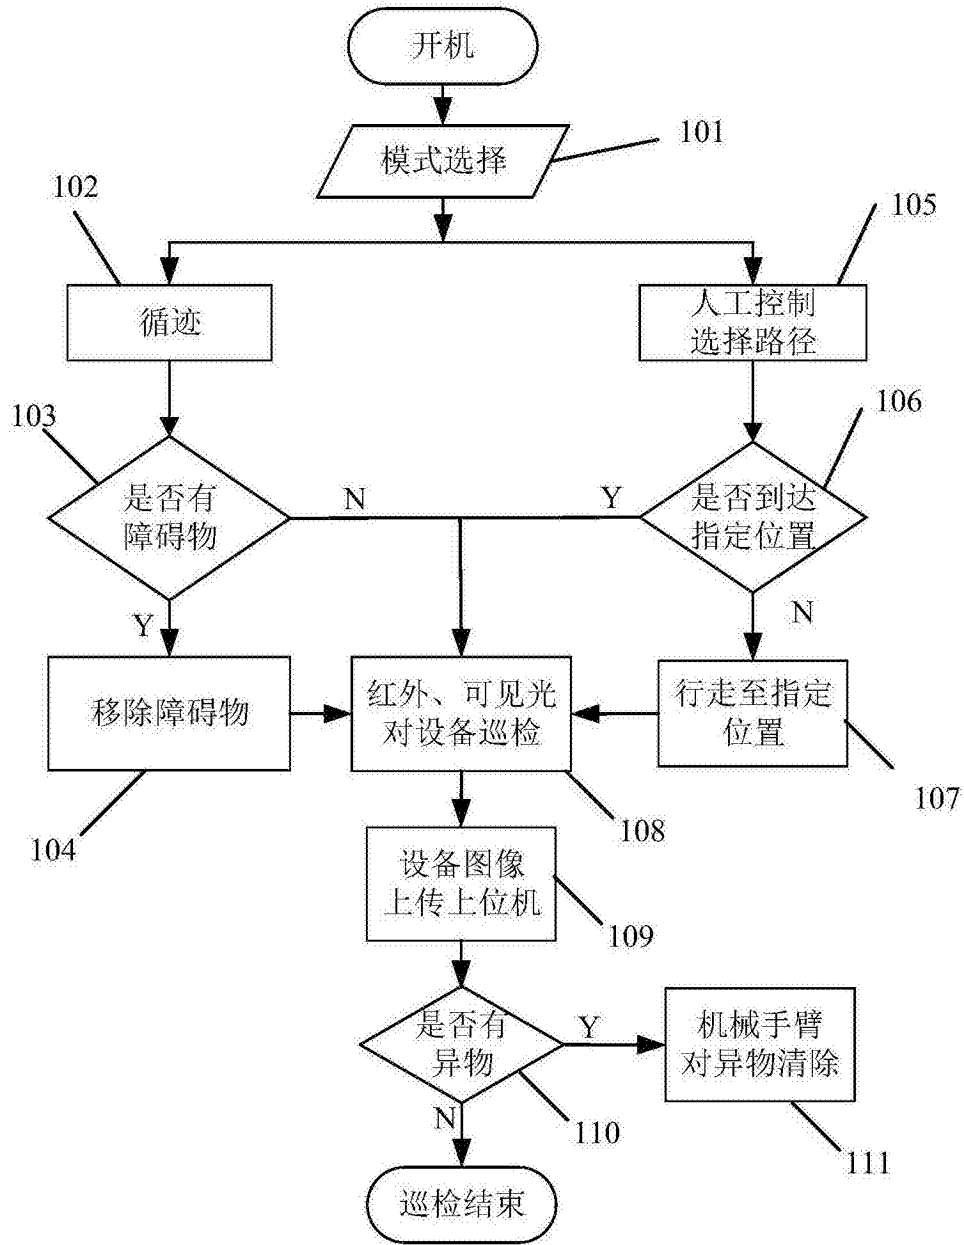 开机
模式选择
101
102
105
循迹
人工控制
选择路径
103
106
是否有
障碍物
N
Y
是否到达
指定位置
Y
N
移除障碍物
红外、可见光
对设备巡检
行走至指定
位置
104
108
107
设备图像
上传上位机
109
是否有
异物
Y
机械手臂
对异物清除
N
110
111
巡检结束